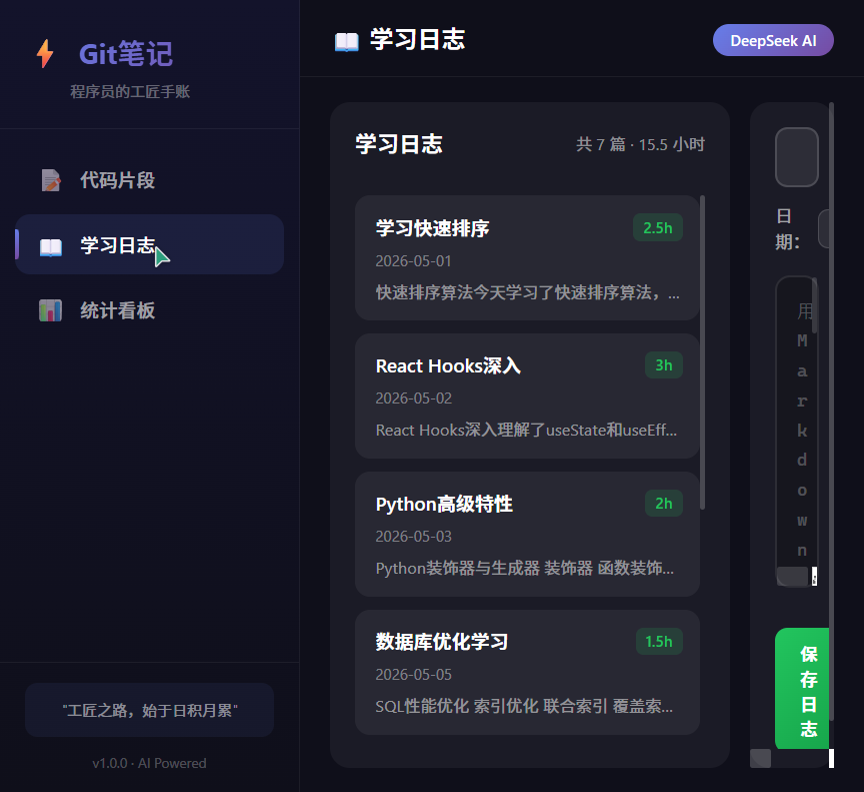 Git笔记
程序员的工匠手账
代码片段
学习日志
统计看板
"工匠之路，始于日积月累"
v1.0.0 · AI Powered
学习日志
DeepSeek AI
学习日志
共 7 篇 · 15.5 小时
学习快速排序
2.5h
2026-05-01
快速排序算法今天学习了快速排序算法，...
React Hooks深入
3h
2026-05-02
React Hooks深入理解了useState和useEff...
Python高级特性
2h
2026-05-03
Python装饰器与生成器 装饰器 函数装饰...
数据库优化学习
1.5h
2026-05-05
SQL性能优化 索引优化 联合索引 覆盖索...
日
期：
用
M
a
r
k
d
o
w
n
保
存
日
志